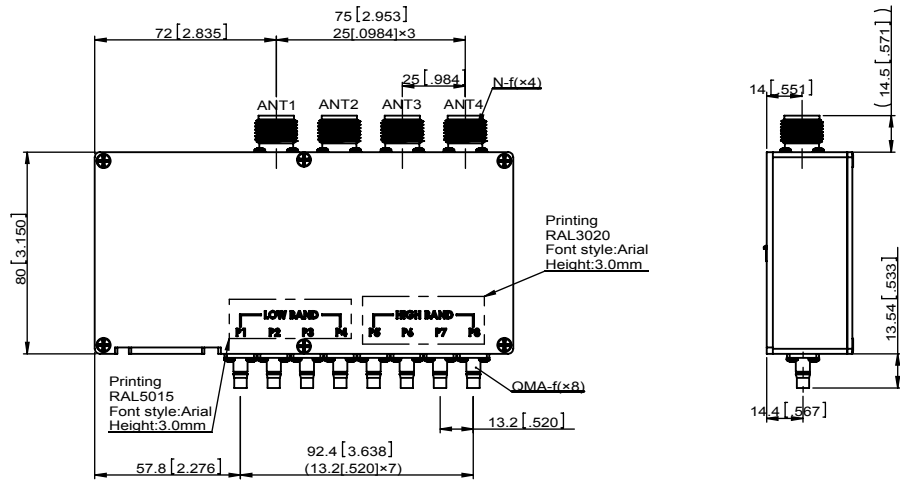 75 [2.953]
72 [2.835]
25[.0984]×3
25 [.984]
N-f(×4)
ANT1 ANT2 ANT3 ANT4
14 [.551]
( 14.5 [.571] )
80 [3.150]
Printing
RAL3020
Font style:Arial
Height:3.0mm
LOW BAND HIGH BAND
P1 P2 P3 P4 P5 P6 P7 P8
13.54 [.533]
Printing
RAL5015
Font style:Arial
Height:3.0mm
QMA-f(×8)
13.2 [.520]
14.4 [.567]
92.4 [3.638]
57.8 [2.276]
(13.2[.520]×7)